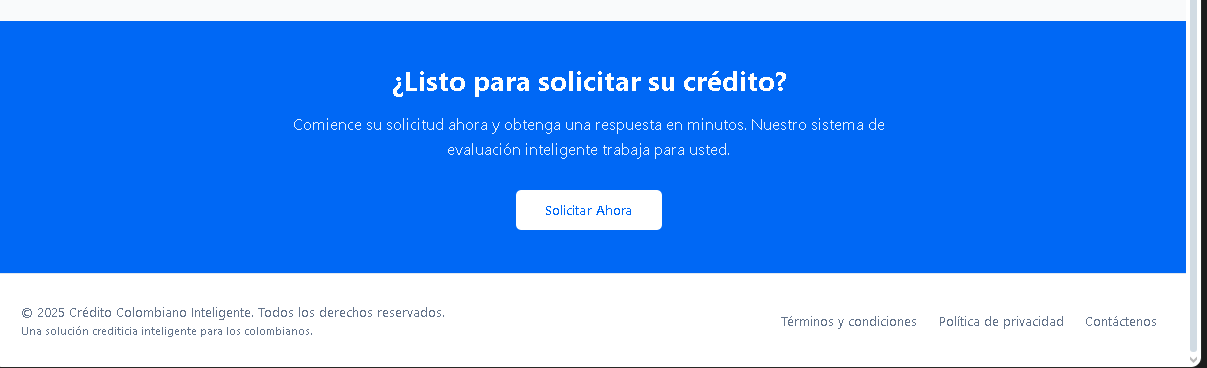 ¿Listo para solicitar su crédito?
Comience su solicitud ahora y obtenga una respuesta en minutos. Nuestro sistema de
evaluación inteligente trabaja para usted.
Solicitar Ahora
© 2025 Crédito Colombiano Inteligente. Todos los derechos reservados.
Una solución crediticia inteligente para los colombianos.
Términos y condiciones Política de privacidad Contáctenos